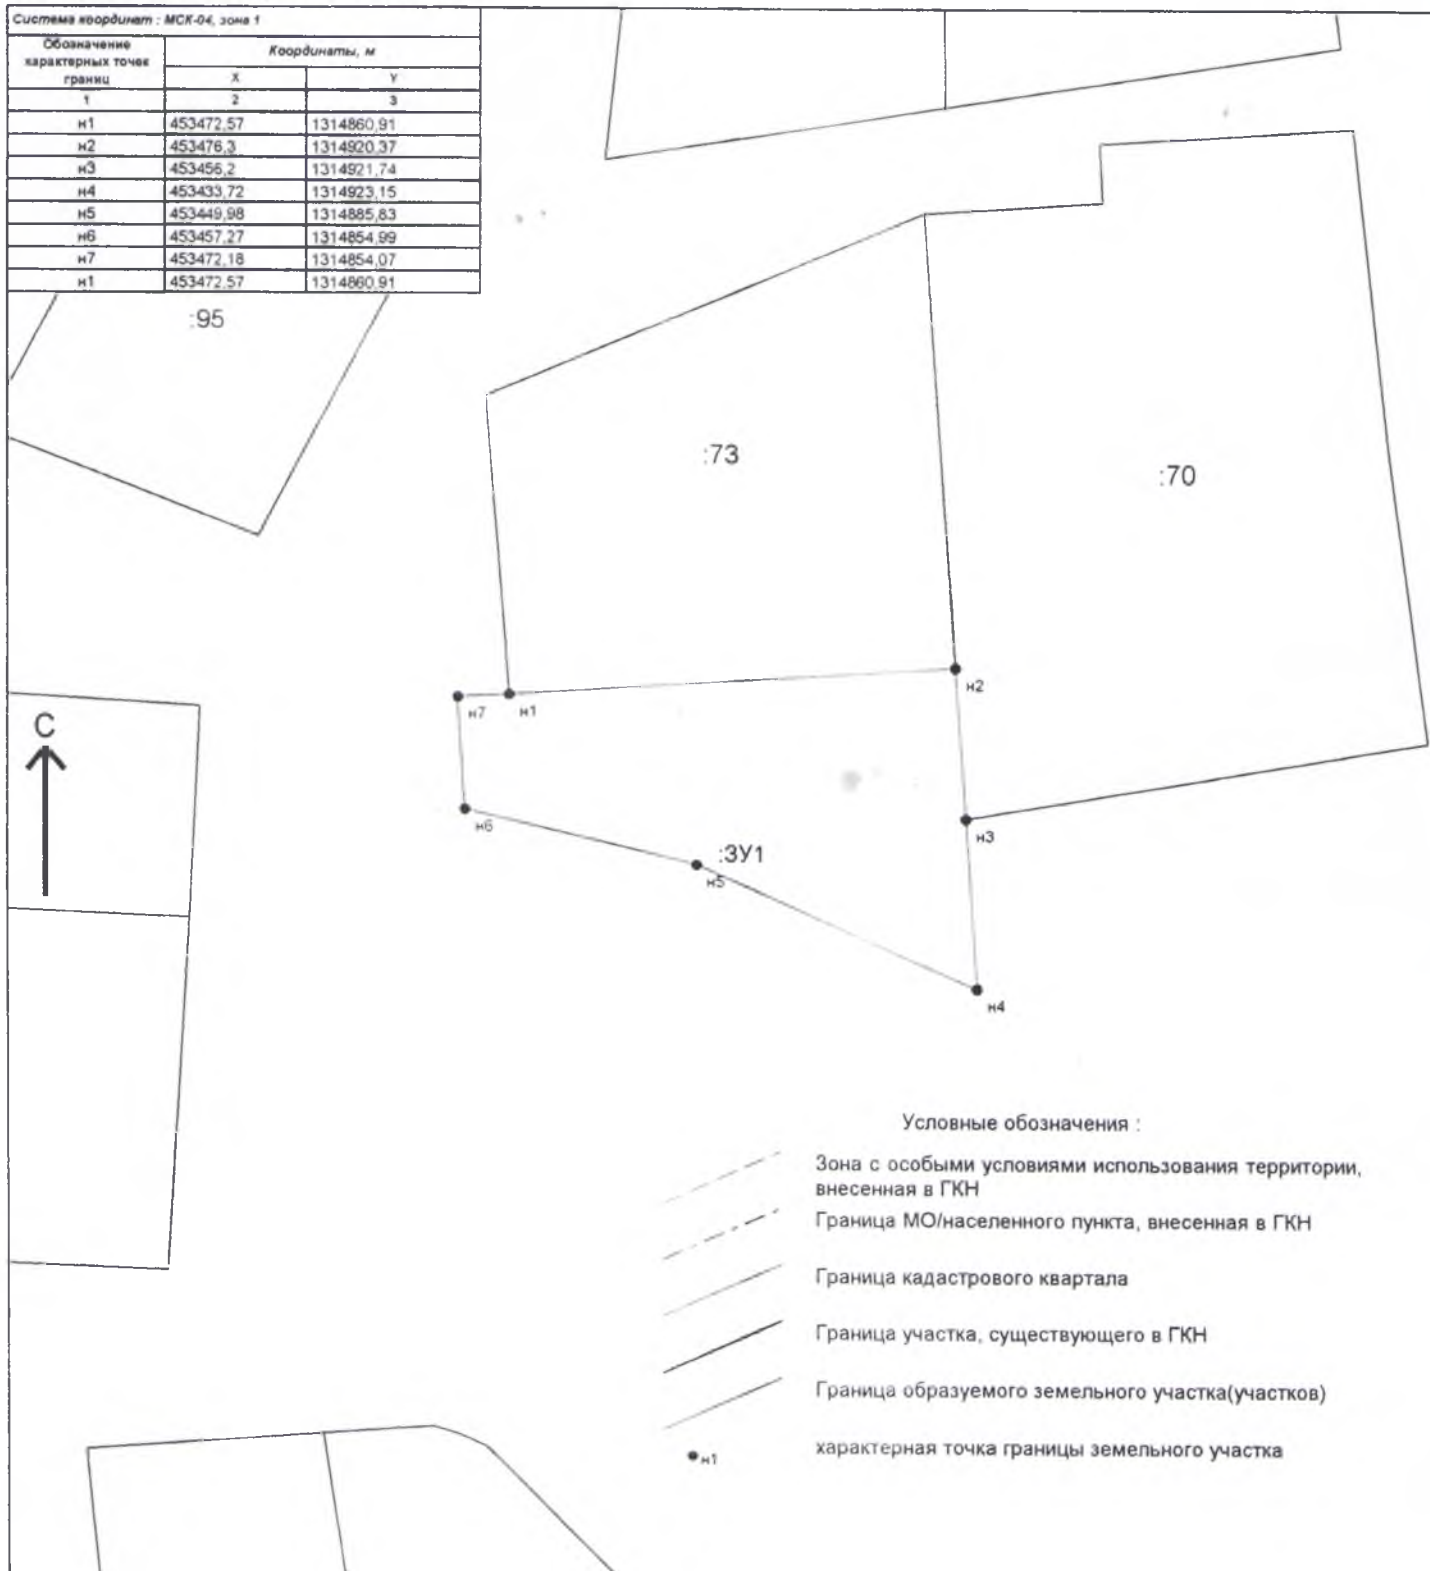 Система координат : МСК-04, зона 1
Обозначение характерных точек границ
Координаты, м
X Y
1 2 3
н1 453472,57 1314860,91
н2 453476,3 1314920,37
н3 453456,2 1314921,74
н4 453433,72 1314923,15
н5 453449,98 1314885,83
н6 453457,27 1314854,99
н7 453472,18 1314854,07
н1 453472,57 1314860,91
:95
:73
:70
н2
н7 н1
С
н6
н3
:ЗУ1
н5
н4
Условные обозначения :
Зона с особыми условиями использования территории,
внесенная в ГКН
Граница МО/населенного пункта, внесенная в ГКН
Граница кадастрового квартала
Граница участка, существующего в ГКН
Граница образуемого земельного участка(участков)
н1 характерная точка границы земельного участка